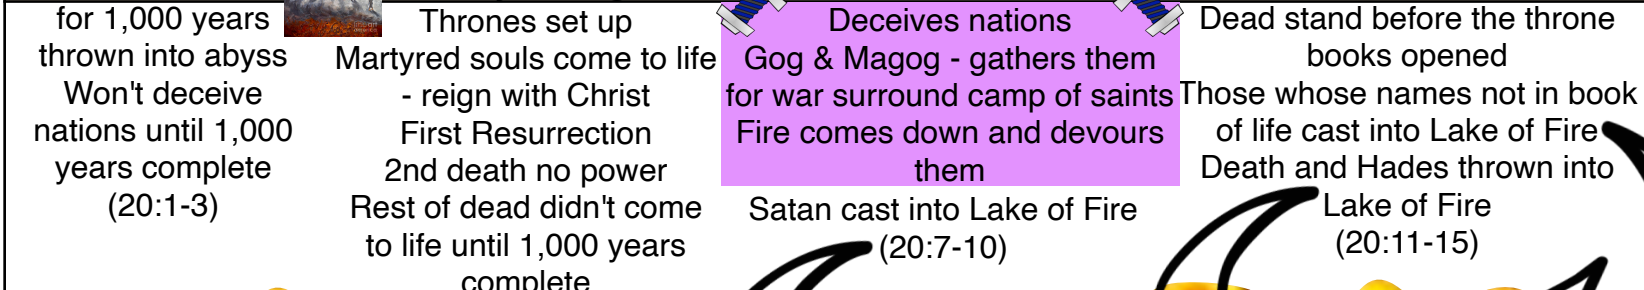 for 1,000 years
thrown into abyss
Won't deceive
nations until 1,000
years complete
(20:1-3)
Thrones set up
Martyred souls come to life
- reign with Christ
First Resurrection
2nd death no power
Rest of dead didn't come
to life until 1,000 years
complete
Deceives nations
Gog & Magog - gathers them
for war surround camp of saints
Fire comes down and devours
them
Satan cast into Lake of Fire
(20:7-10)
Dead stand before the throne
books opened
Those whose names not in book
of life cast into Lake of Fire
Death and Hades thrown into
Lake of Fire
(20:11-15)